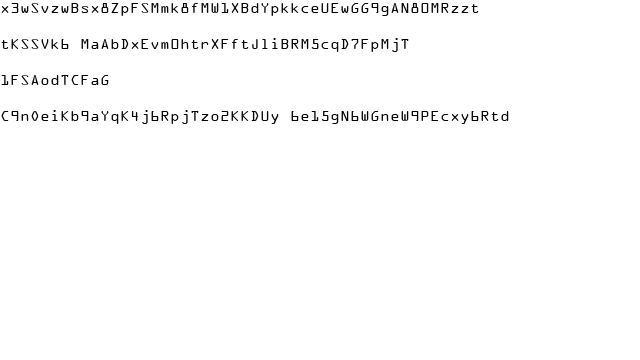 x3wSvzwBsx8ZpFSMmk8fMW1XBdYpkkceUEwGG9gAN8OMRzzt
tKSSVk6 MaAbDxEvmOhtrXFftJliBRM5cqD7FpMjT
1FSAodTCFaG
C9n0eiKb9aYqK4j6RpjTzo2KKDUy 6e15gN6WGneW9PEcxy6Rtd